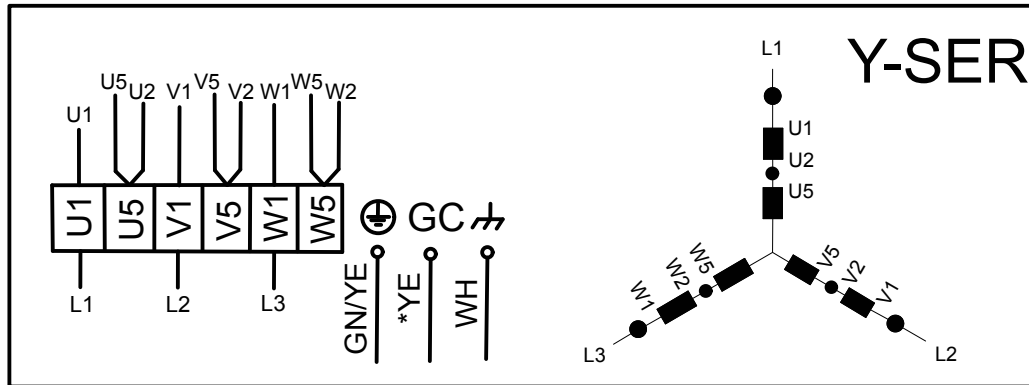 Y-SER
U1 U5 U2 V1 V5 V2 W1 W5 W2
U1 U5 V1 V5 W1 W5
L1 L2 L3
GC
GN/YE *YE WH
L1
U1
U2
U5
W1 W2 W5
V5 V2 V1
L3
L2